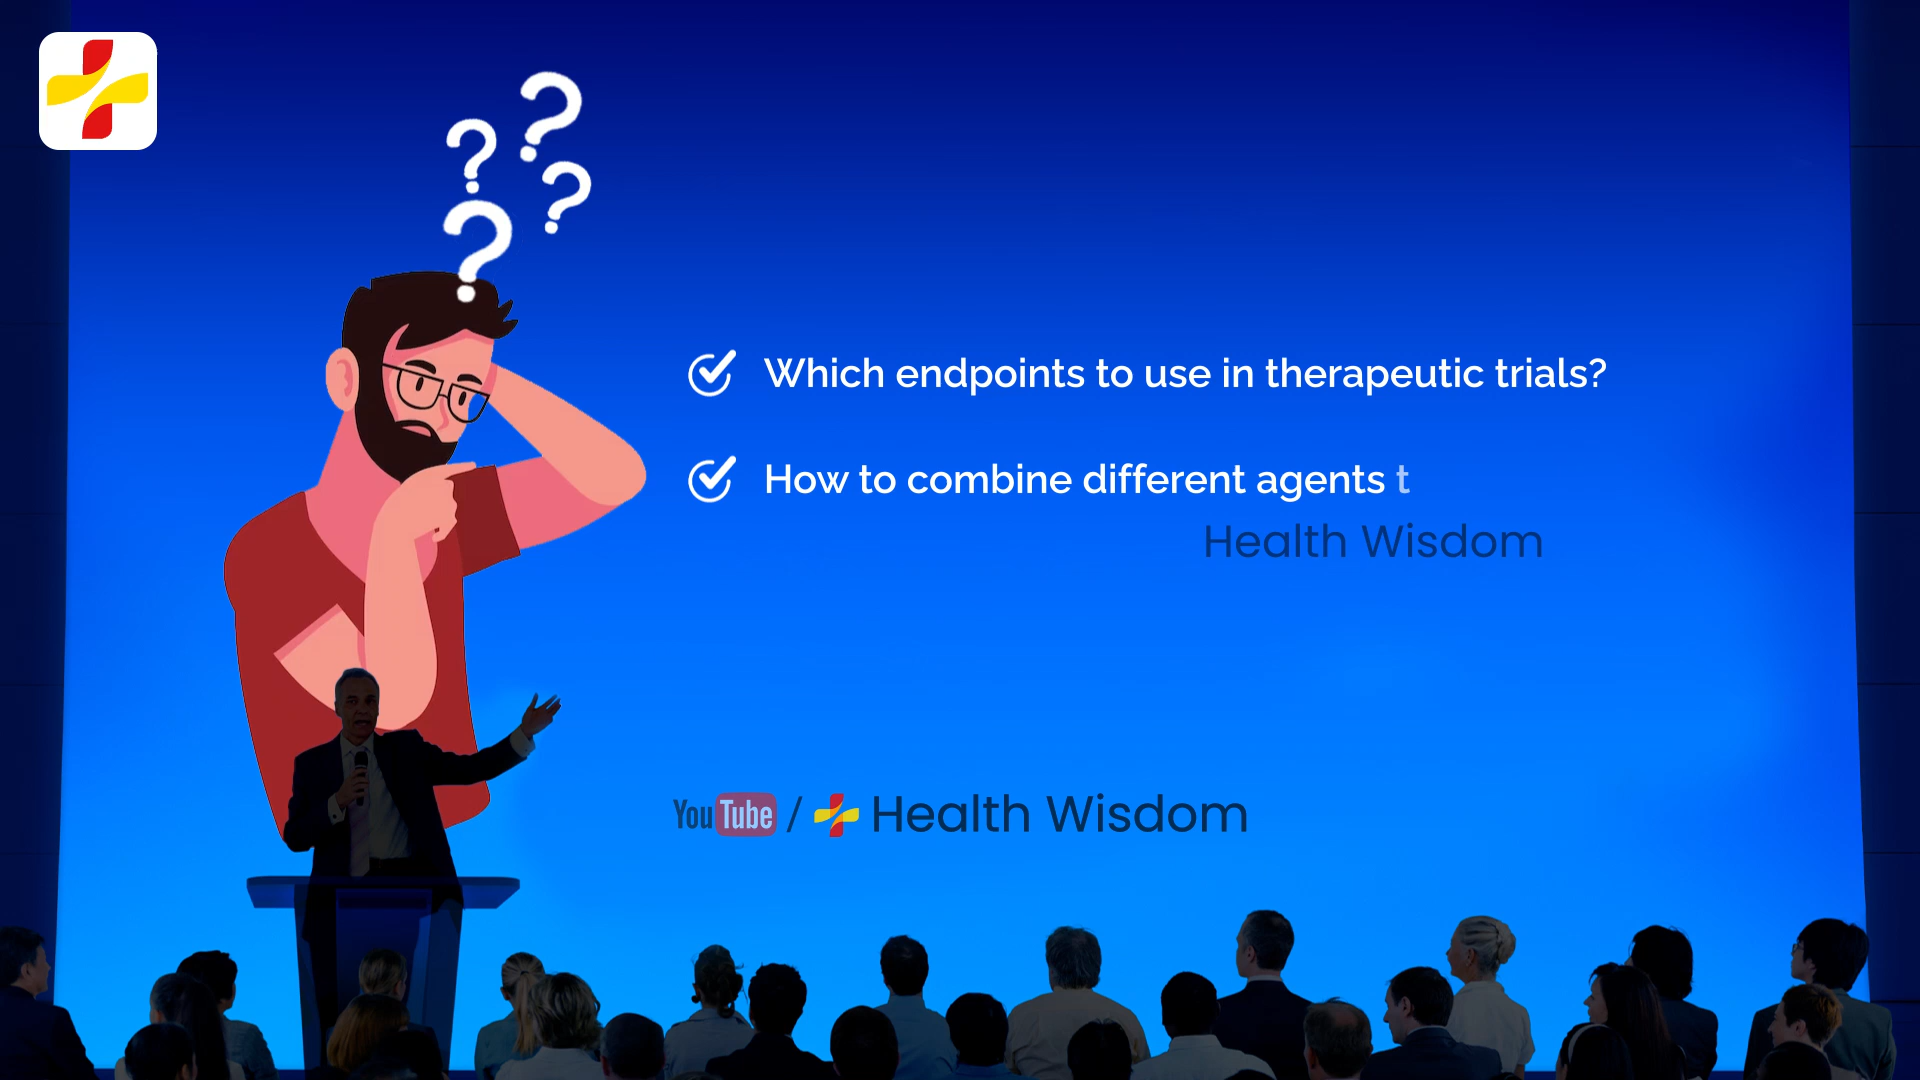 Which endpoints to use in therapeutic trials?
How to combine different agents t
Health Wisdom
YouTube / Health Wisdom